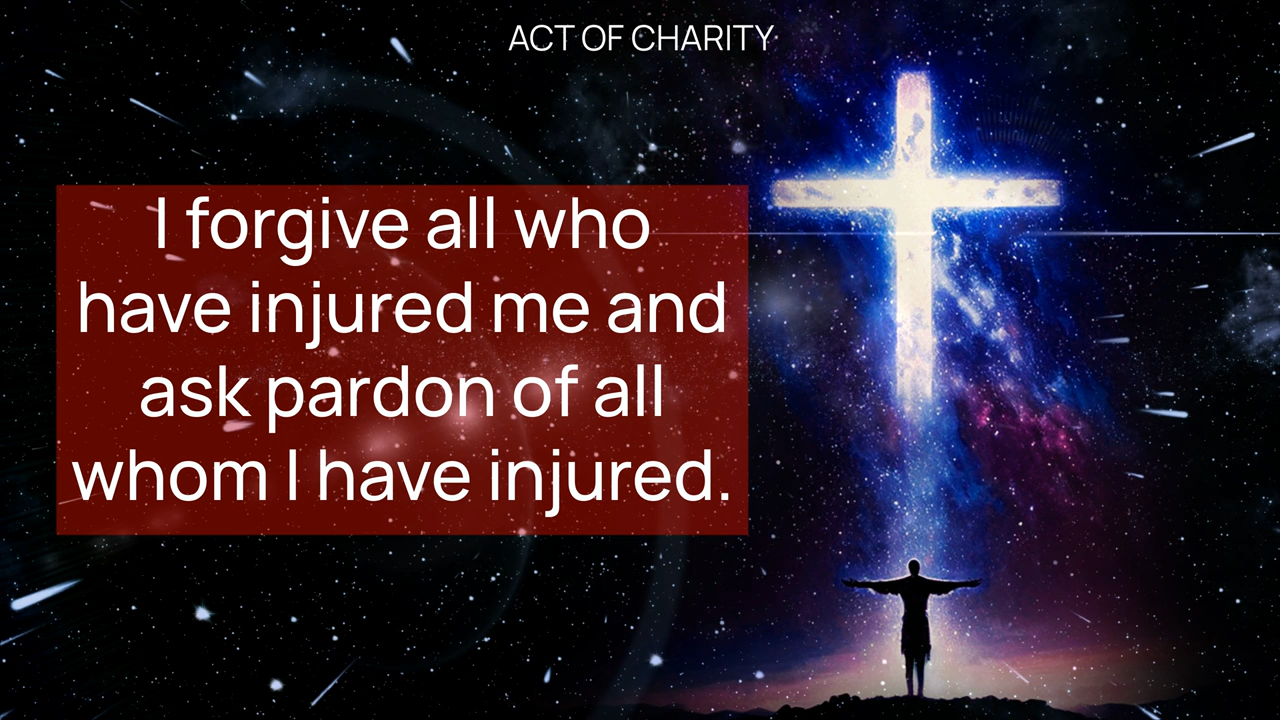 ACT OF CHARITY
I forgive all who
have injured me and
ask pardon of all
whom I have injured.